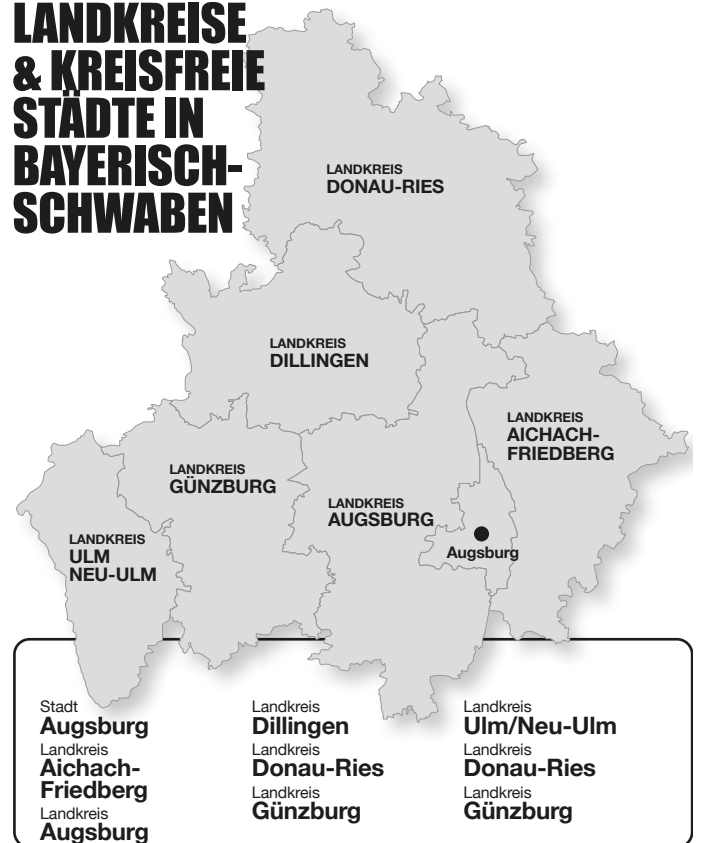 LANDKREISE
& KREISFREIE
STÄDTE IN
BAYERISCH-
SCHWABEN
LANDKREIS
DONAU-RIES
LANDKREIS
DILLINGEN
LANDKREIS
AICHACH-
FRIEDBERG
LANDKREIS
GÜNZBURG
LANDKREIS
AUGSBURG
LANDKREIS
ULM
NEU-ULM
Augsburg
Stadt
Augsburg
Landkreis
Aichach-
Friedberg
Landkreis
Augsburg
Landkreis
Dillingen
Landkreis
Donau-Ries
Landkreis
Günzburg
Landkreis
Ulm/Neu-Ulm
Landkreis
Donau-Ries
Landkreis
Günzburg